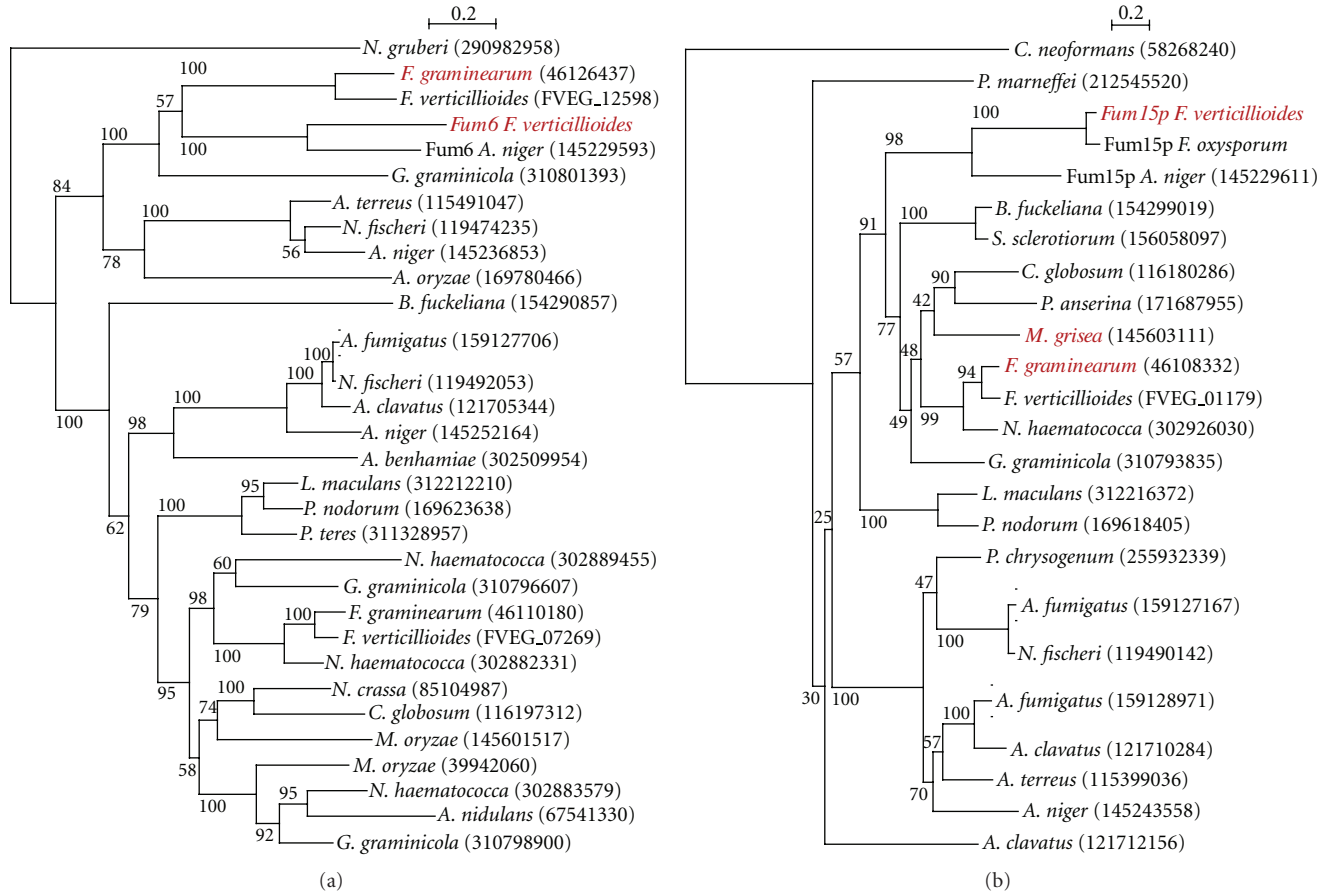 0.2
N. gruberi (290982958)
100
F. graminearum (46126437)
F. verticillioides (FVEG_12598)
57
Fum6 F. verticillioides
100
100
Fum6 A. niger (145229593)
G. graminicola (310801393)
84
A. terreus (115491047)
100
N. fischeri (119474235)
56
A. niger (145236853)
78
A. oryzae (169780466)
B. fuckeliana (154290857)
A. fumigatus (159127706)
100
100
N. fischeri (119492053)
A. clavatus (121705344)
100
100
A. niger (145252164)
98
A. benhamiae (302509954)
L. maculans (312212210)
95
100
P. nodorum (169623638)
62
P. teres (311328957)
N. haematococca (302889455)
60
G. graminicola (310796607)
79
98
F. graminearum (46110180)
100
F. verticillioides (FVEG_07269)
100
N. haematococca (302882331)
95
N. crassa (85104987)
100
C. globosum (116197312)
74
M. oryzae (145601517)
58
M. oryzae (39942060)
100
N. haematococca (302883579)
95
A. nidulans (67541330)
92
G. graminicola (310798900)
(a)
0.2
C. neoformans (58268240)
P. marneffei (212545520)
Fum15p F. verticillioides
100
98
Fum15p F. oxysporum
Fum15p A. niger (145229611)
B. fuckeliana (154299019)
100
91
S. sclerotiorum (156058097)
C. globosum (116180286)
90
P. anserina (171687955)
42
77
M. grisea (145603111)
48
57
F. graminearum (46108332)
94
F. verticillioides (FVEG_01179)
49
99
N. haematococca (302926030)
G. graminicola (310793835)
L. maculans (312216372)
25
100
P. nodorum (169618405)
P. chrysogenum (255932339)
47
A. fumigatus (159127167)
100
N. fischeri (119490142)
30
100
A. fumigatus (159128971)
100
A. clavatus (121710284)
57
A. terreus (115399036)
70
A. niger (145243558)
A. clavatus (121712156)
(b)